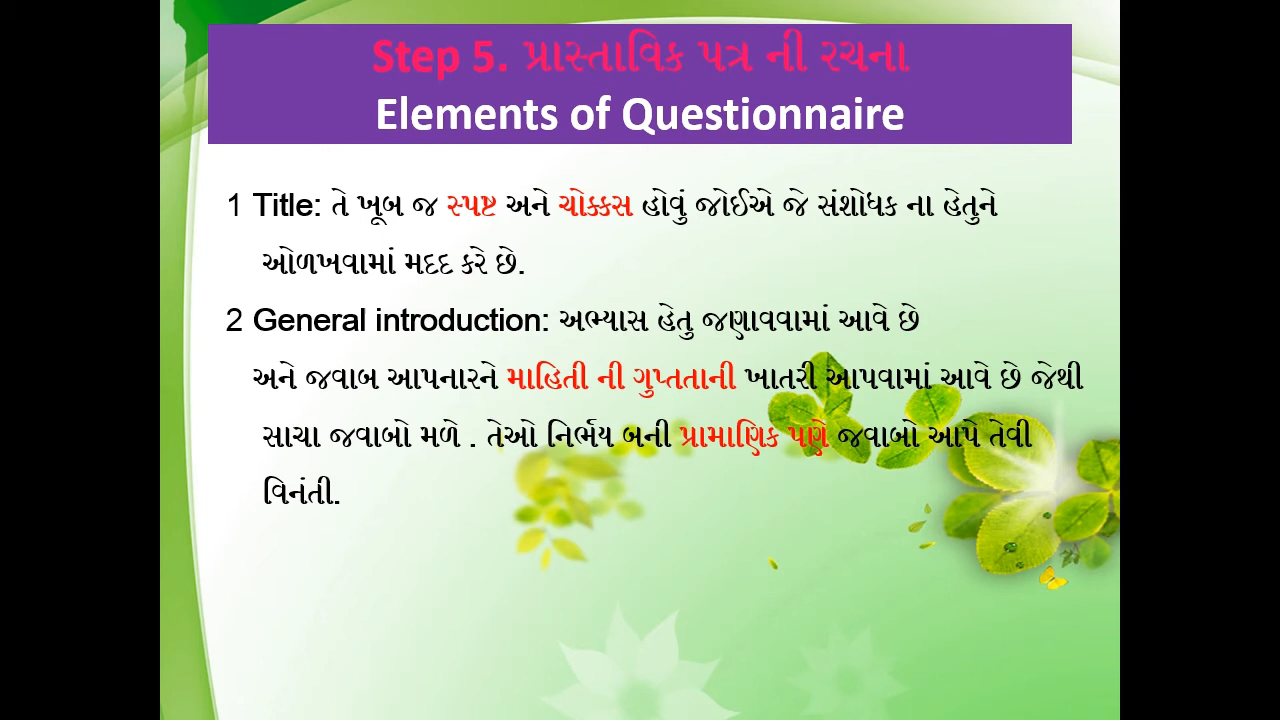 Step 5. પ્રાસ્તાવિક પત્ર ની રચના
Elements of Questionnaire
1 Title: તે ખૂબ જ સ્પષ્ટ અને ચોક્કસ હોવું જોઈએ જે સંશોધક ના હેતુને
ઓળખવામાં મદદ કરે છે.
2 General introduction: અભ્યાસ હેતુ જણાવવામાં આવે છે
અને જવાબ આપનારને માહિતી ની ગુપ્તતાની ખાતરી આપવામાં આવે છે જેથી
સાચા જવાબો મળે . તેઓ નિર્ભય બની પ્રામાણિક પણે જવાબો આપે તેવી
વિનંતી.